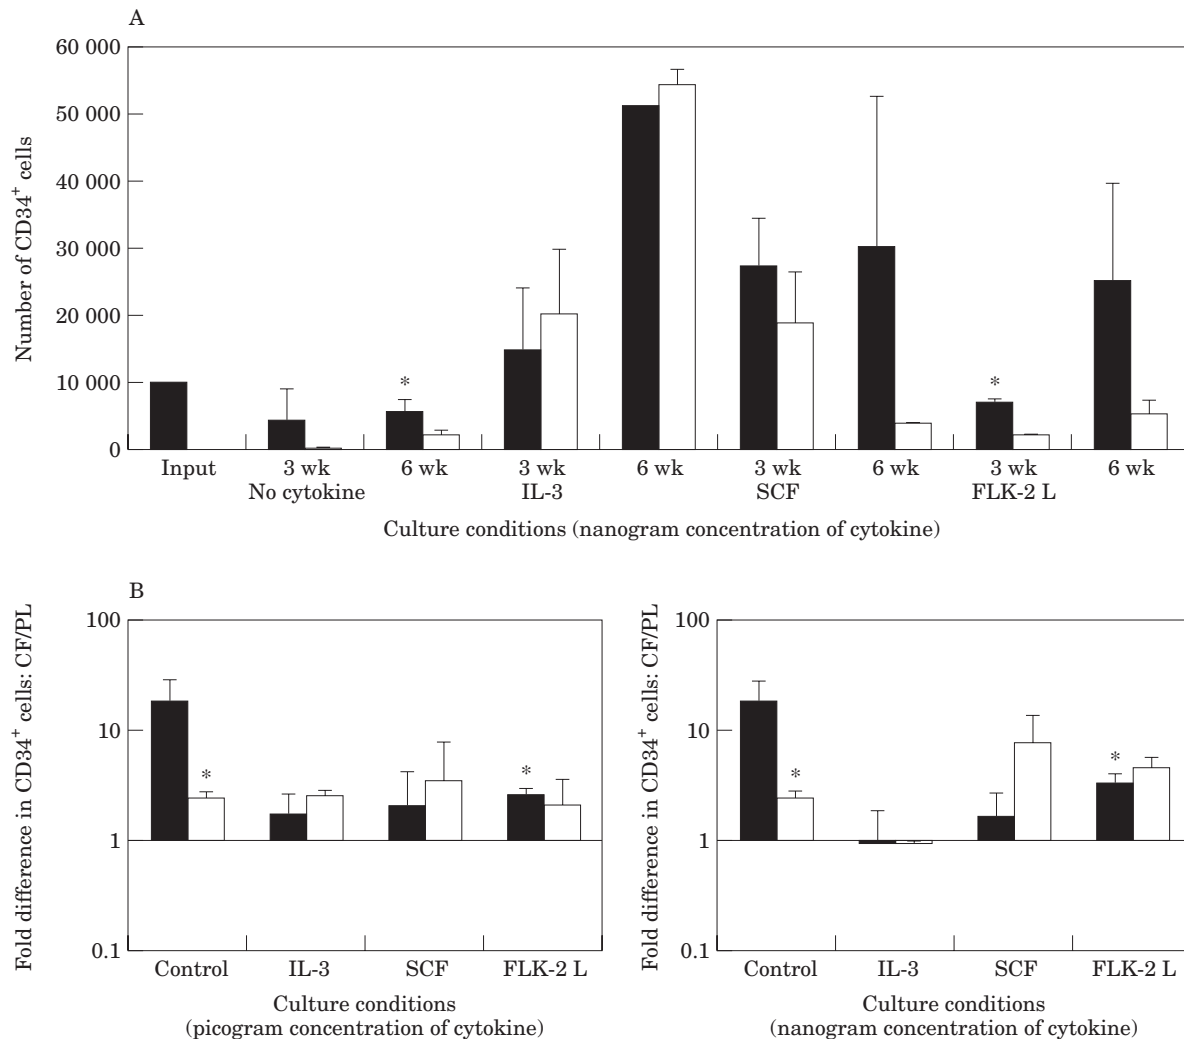 A
60 000
50 000
40 000
30 000
20 000
10 000
0
Number of CD34⁺ cells
*
*
Input 3 wk 6 wk 3 wk 6 wk 3 wk 6 wk 3 wk 6 wk
No cytokine IL-3 SCF FLK-2 L
Culture conditions (nanogram concentration of cytokine)
B
100
10
1
0.1
Fold difference in CD34⁺ cells: CF/PL
*
*
Control IL-3 SCF FLK-2 L
Culture conditions
(picogram concentration of cytokine)
100
10
1
0.1
Fold difference in CD34⁺ cells: CF/PL
*
*
Control IL-3 SCF FLK-2 L
Culture conditions
(nanogram concentration of cytokine)